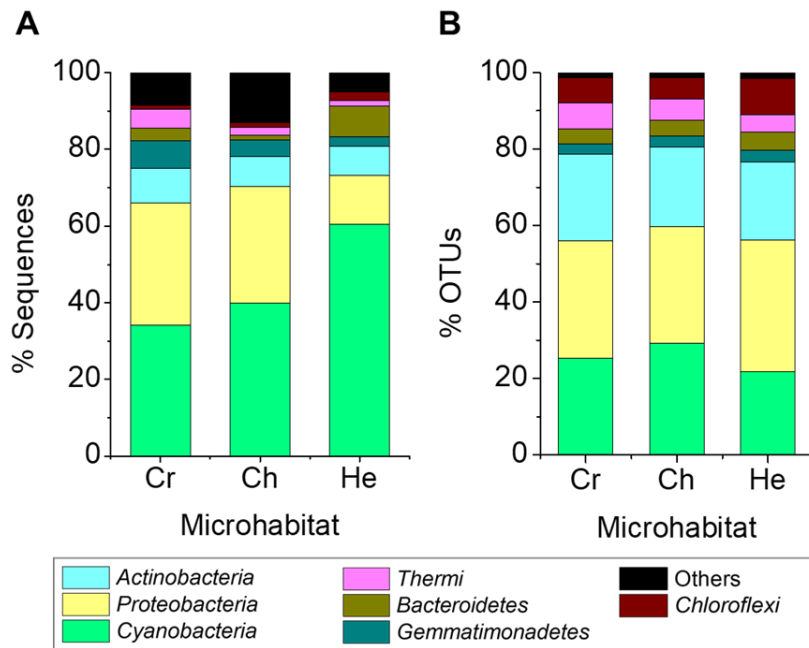 A
B
100
80
60
40
20
0
% Sequences
Cr Ch He
Microhabitat
100
80
60
40
20
0
% OTUs
Cr Ch He
Microhabitat
Actinobacteria Thermi Others
Proteobacteria Bacteroidetes Chloroflexi
Cyanobacteria Gemmatimonadetes